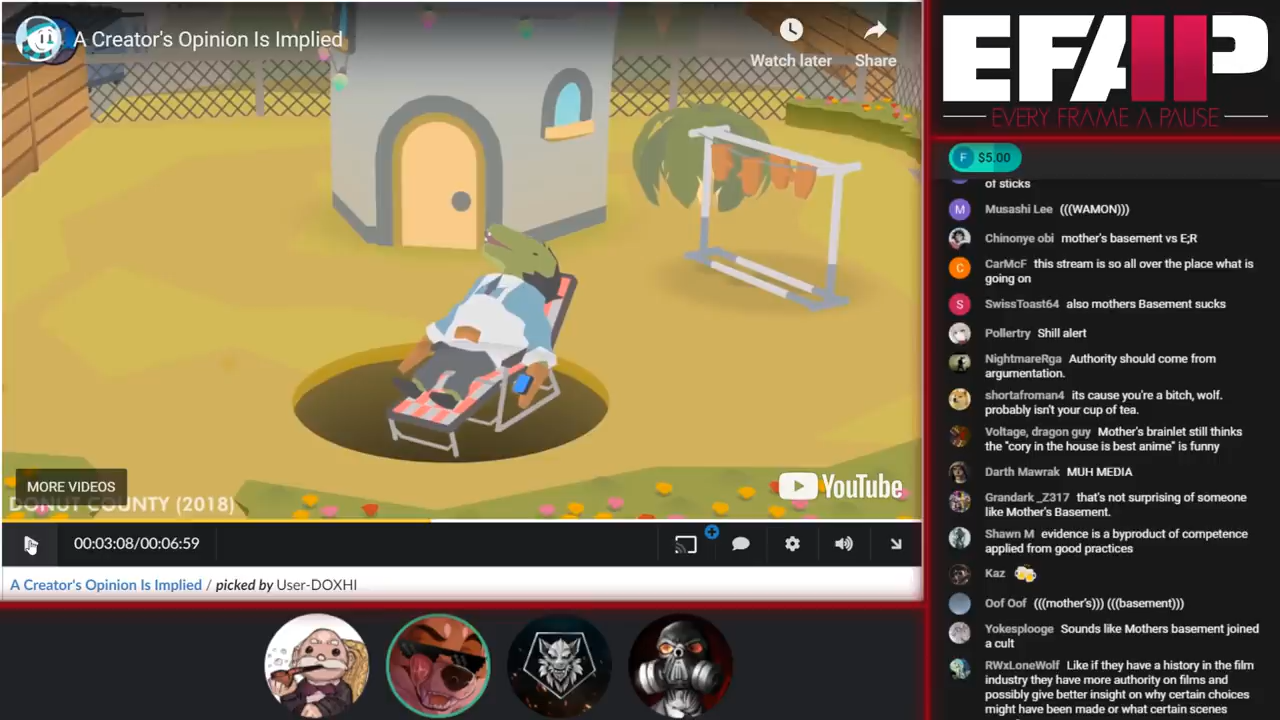 A Creator's Opinion Is Implied
Watch later
Share
MORE VIDEOS
DONUT COUNTY (2018)
YouTube
00:03:08/00:06:59
A Creator's Opinion Is Implied / picked by User-DOXHI
EFAP
EVERY FRAME A PAUSE
F $5.00
of sticks
M Musashi Lee (((WAMON)))
Chinonye obi mother's basement vs E;R
C CarMcF this stream is so all over the place what is
going on
S SwissToast64 also mothers Basement sucks
Pollertry Shill alert
NightmareRga Authority should come from
argumentation.
shortafroman4 its cause you're a bitch, wolf.
probably isn't your cup of tea.
Voltage, dragon guy Mother's brainlet still thinks
the "cory in the house is best anime" is funny
Darth Mawrak MUH MEDIA
Grandark _Z317 that's not surprising of someone
like Mother's Basement.
Shawn M evidence is a byproduct of competence
applied from good practices
Kaz
Oof Oof (((mother's))) (((basement)))
Yokesplooge Sounds like Mothers basement joined
a cult
RWxLoneWolf Like if they have a history in the film
industry they have more authority on films and
possibly give better insight on why certain choices
might have been made or what certain scenes